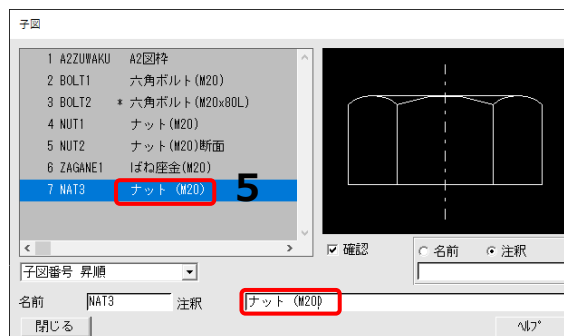 子図
1 A2ZUWAKU A2図枠
2 BOLT1 六角ボルト(M20)
3 BOLT2 * 六角ボルト(M20x80L)
4 NUT1 ナット(M20)
5 NUT2 ナット(M20)断面
6 ZAGANE1 ばね座金(M20)
7 NAT3 ナット (M20)
5
確認
名前 注釈
子図番号 昇順
名前 NAT3 注釈 ナット (M20)
閉じる
ﾍﾙﾌﾟ